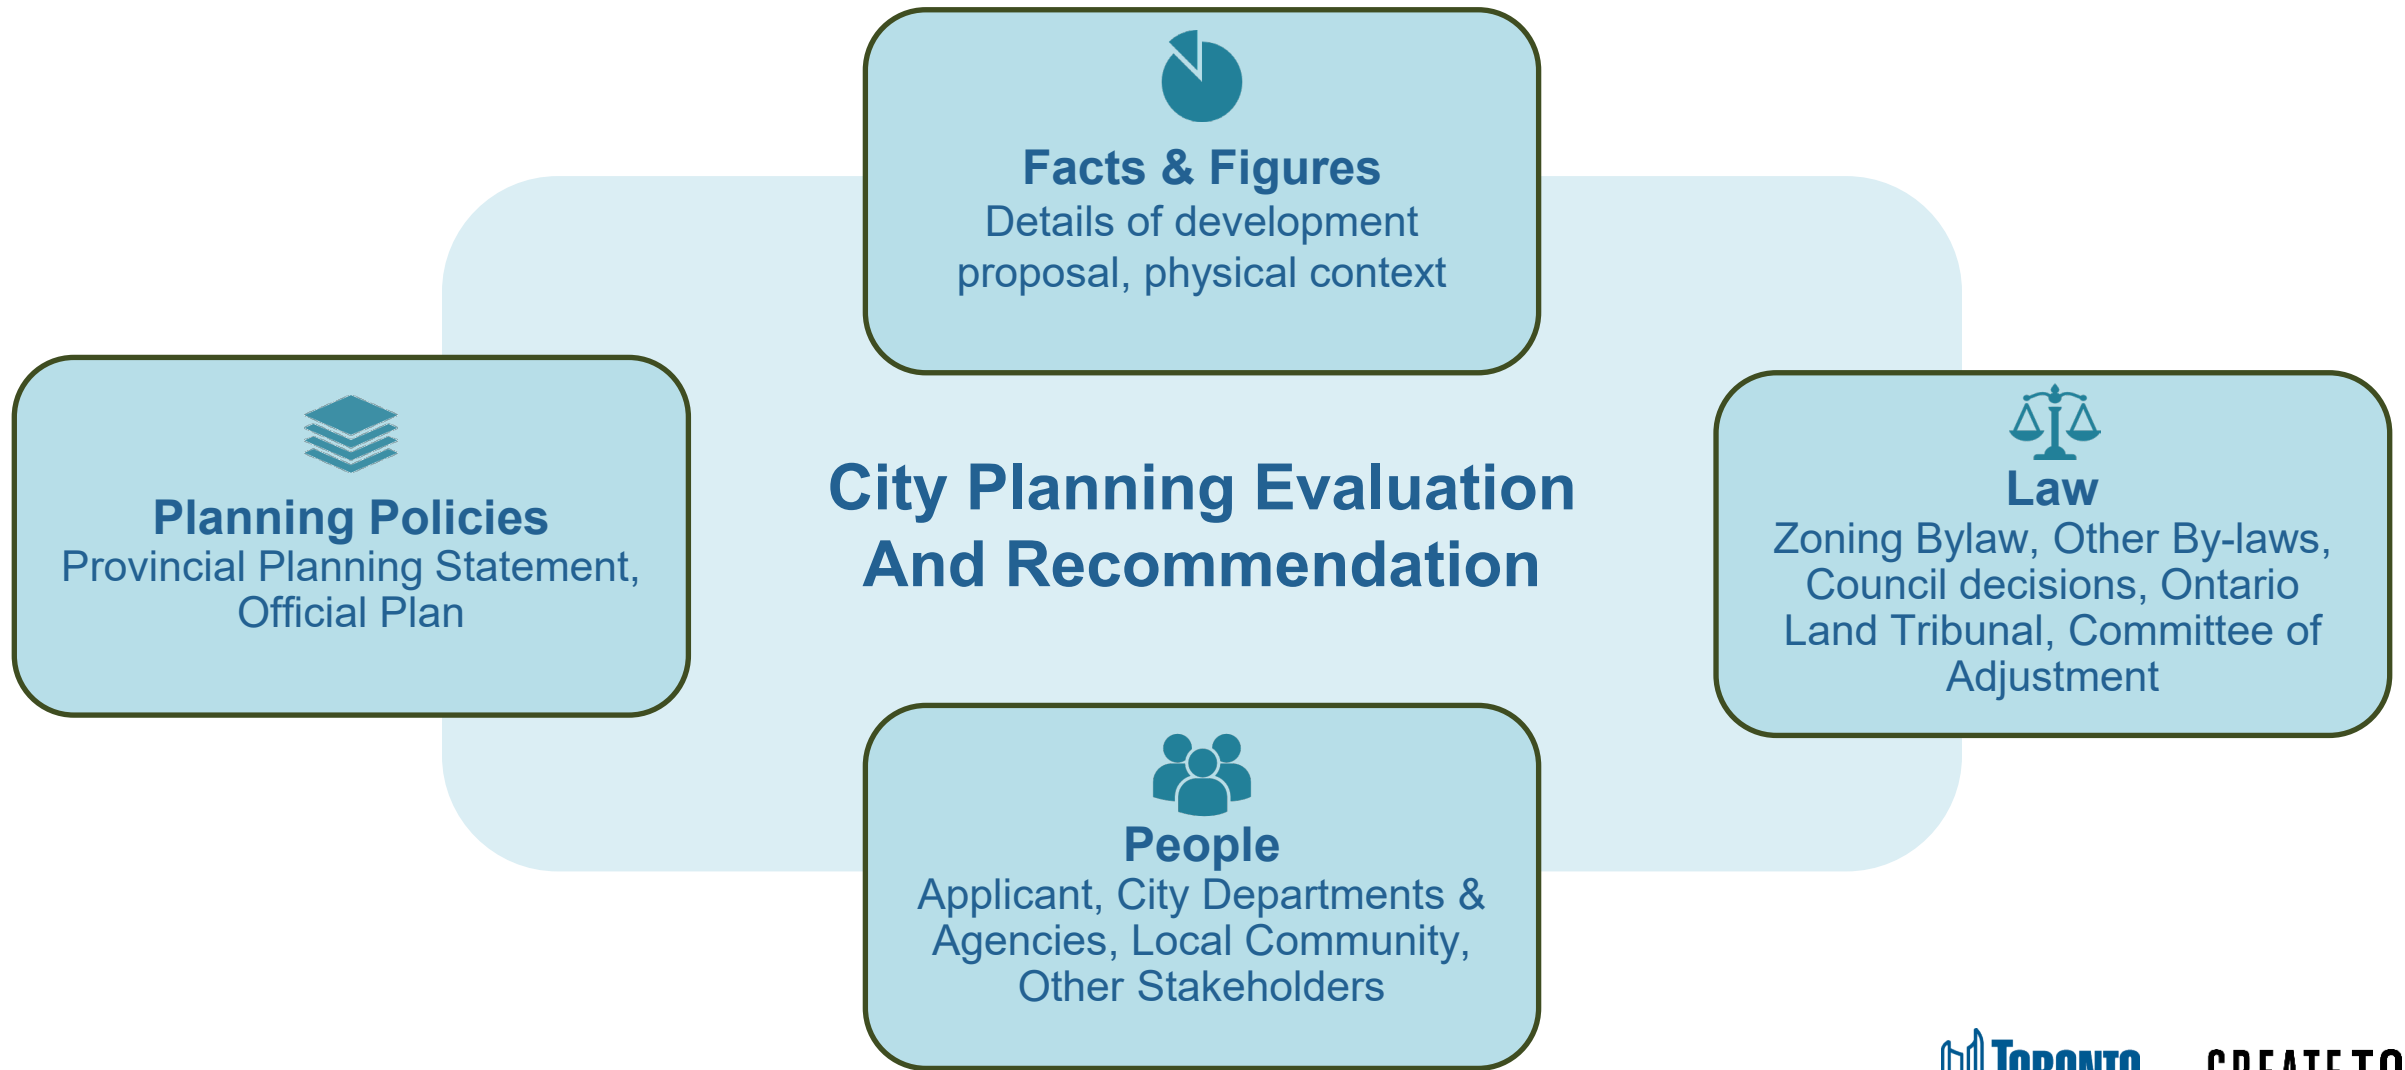 Facts & Figures
Details of development
proposal, physical context
Planning Policies
Provincial Planning Statement,
Official Plan
City Planning Evaluation
And Recommendation
Law
Zoning Bylaw, Other By-laws,
Council decisions, Ontario
Land Tribunal, Committee of
Adjustment
People
Applicant, City Departments &
Agencies, Local Community,
Other Stakeholders
TORONTO
CREATETO